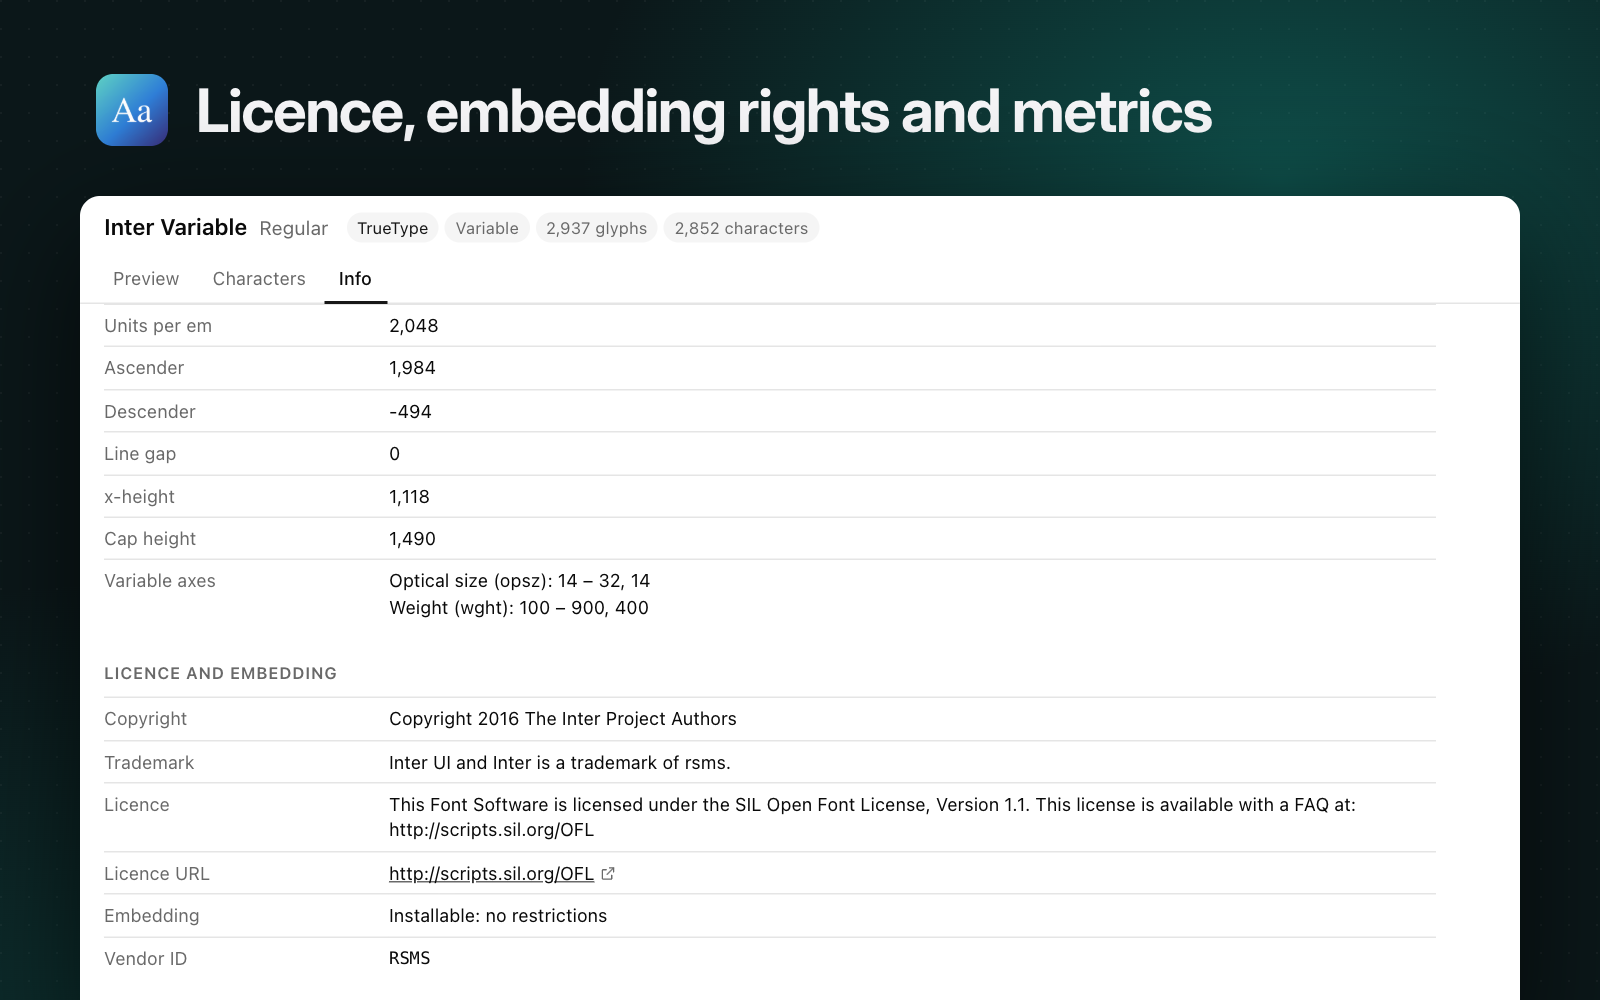 Aa Licence, embedding rights and metrics
Inter Variable Regular TrueType Variable 2,937 glyphs 2,852 characters
Preview Characters Info
Units per em 2,048
Ascender 1,984
Descender -494
Line gap 0
x-height 1,118
Cap height 1,490
Variable axes Optical size (opsz): 14 – 32, 14
Weight (wght): 100 – 900, 400
LICENCE AND EMBEDDING
Copyright Copyright 2016 The Inter Project Authors
Trademark Inter UI and Inter is a trademark of rsms.
Licence This Font Software is licensed under the SIL Open Font License, Version 1.1. This license is available with a FAQ at:
http://scripts.sil.org/OFL
Licence URL http://scripts.sil.org/OFL
Embedding Installable: no restrictions
Vendor ID RSMS